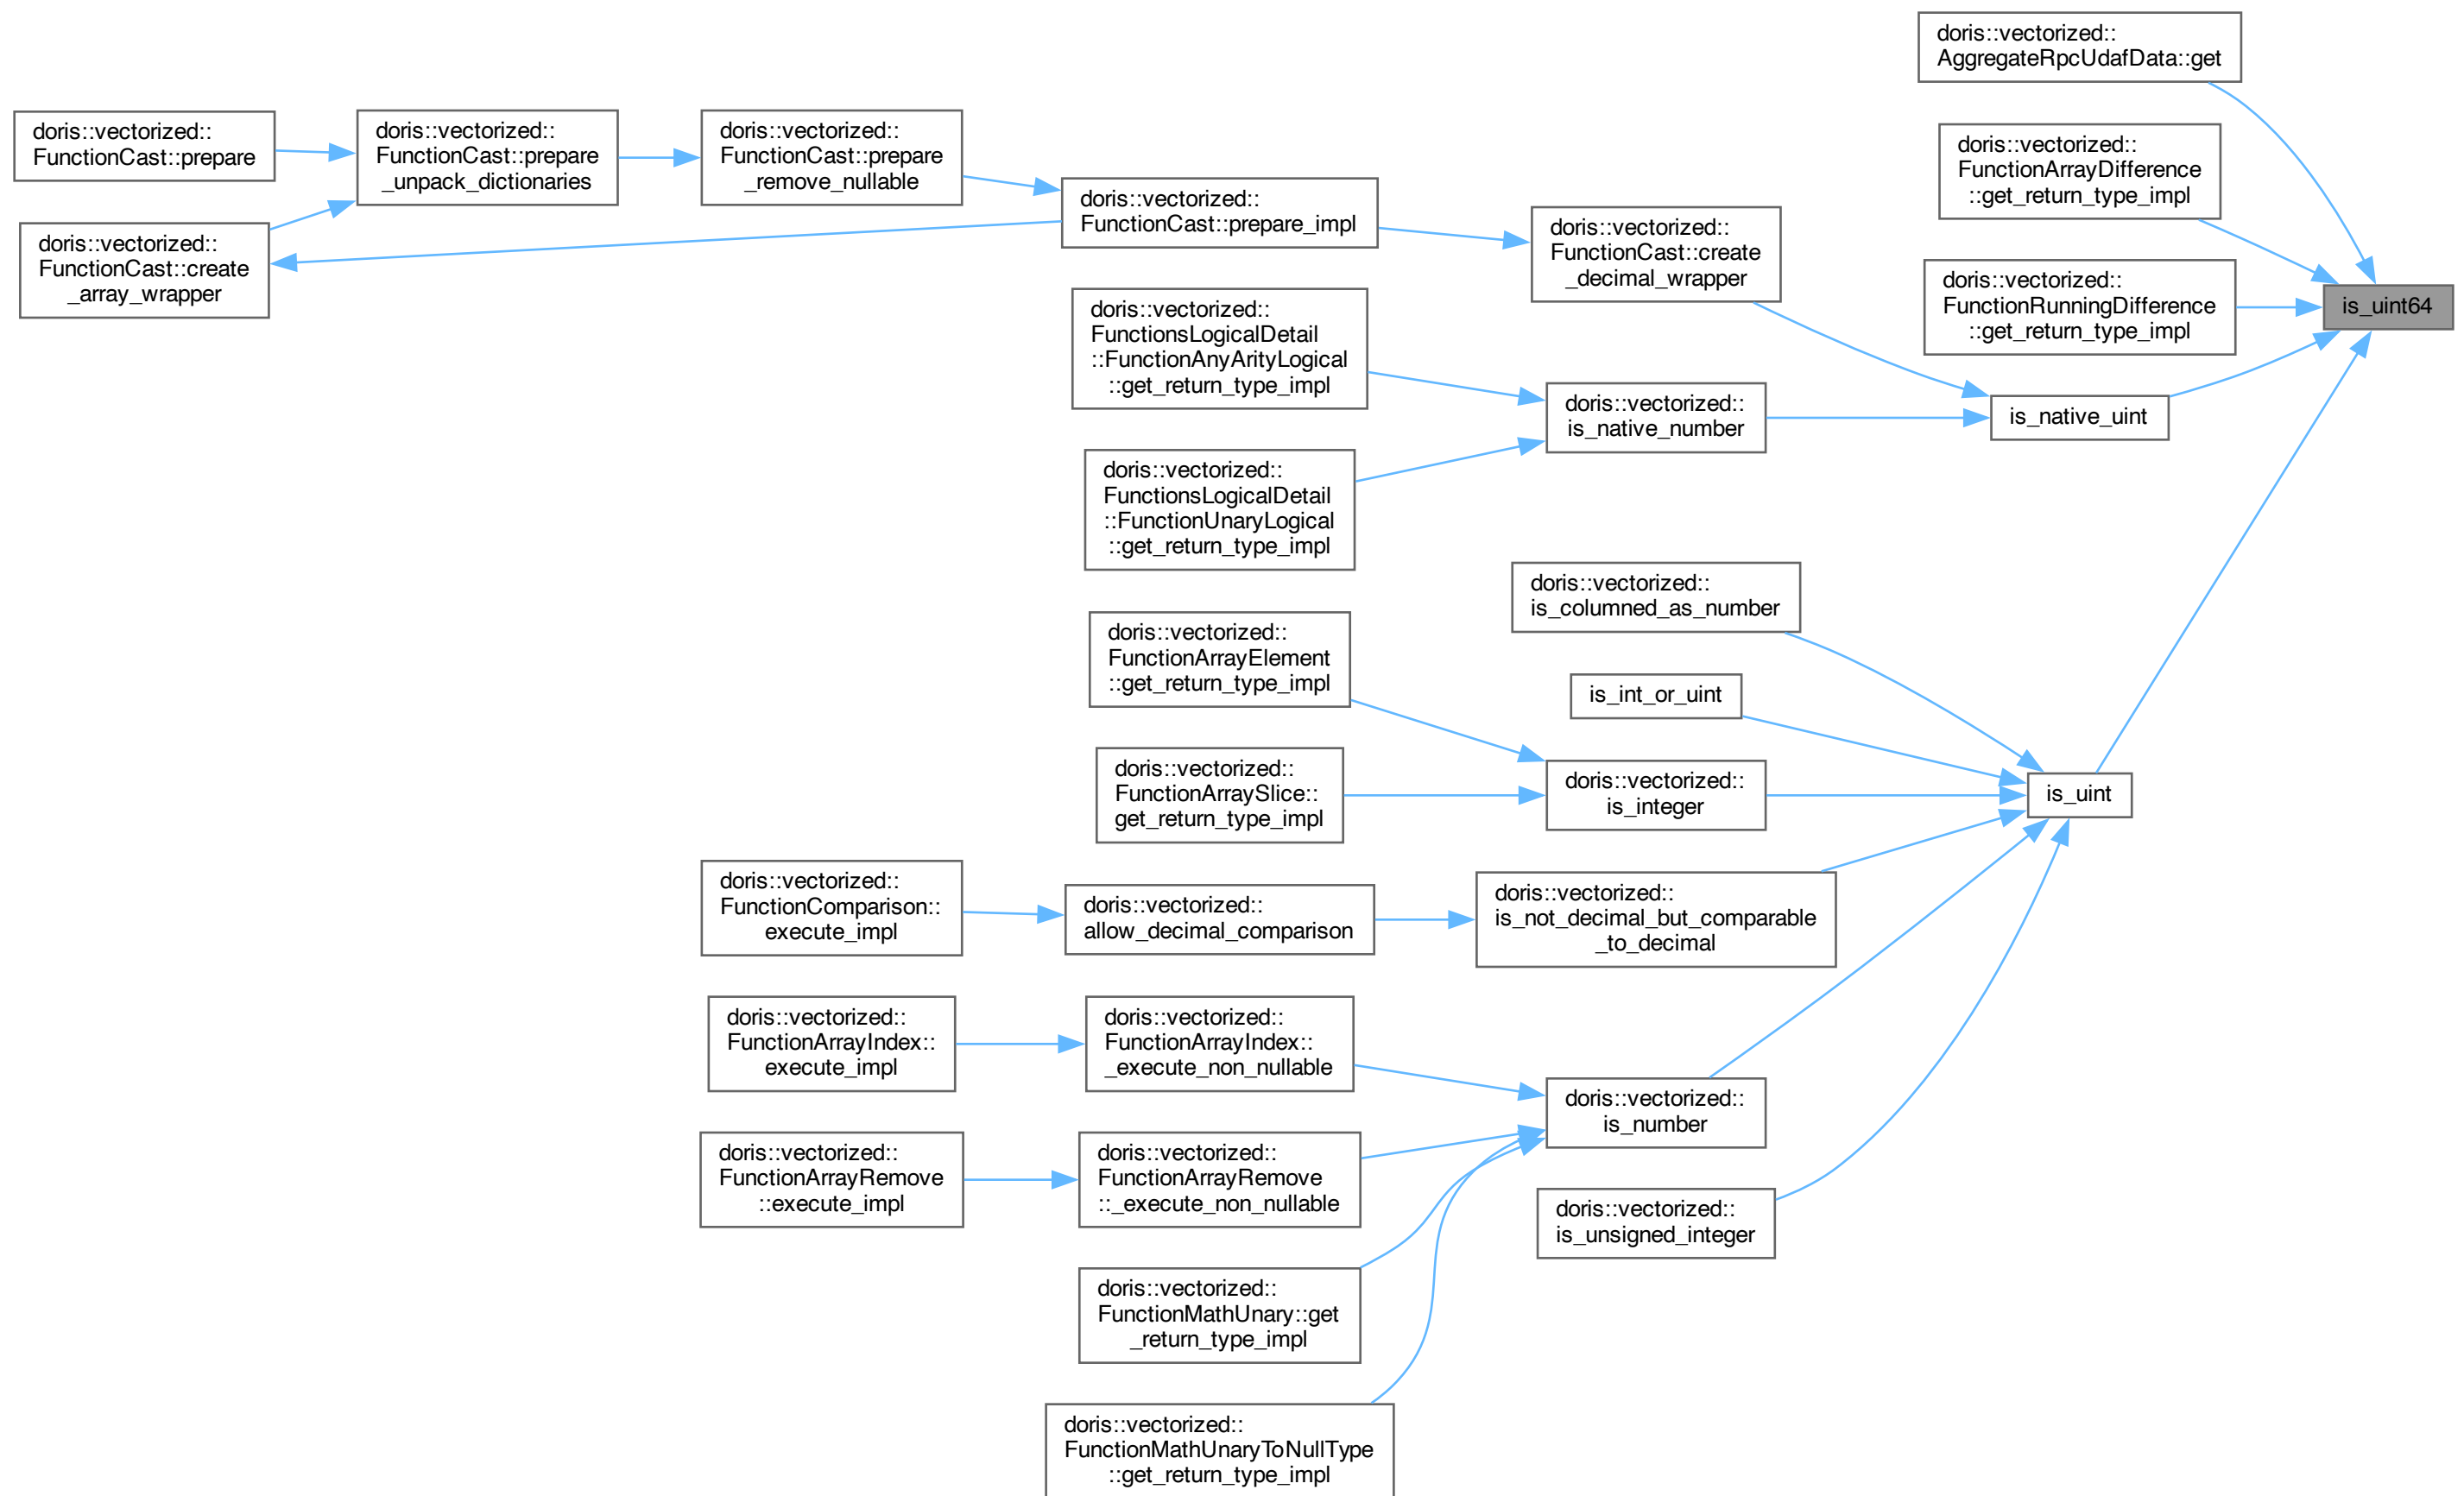 doris::vectorized::
AggregateRpcUdafData::get
doris::vectorized::
FunctionCast::prepare
doris::vectorized::
FunctionCast::prepare
_unpack_dictionaries
doris::vectorized::
FunctionCast::prepare
_remove_nullable
doris::vectorized::
FunctionArrayDifference
::get_return_type_impl
doris::vectorized::
FunctionCast::prepare_impl
doris::vectorized::
FunctionCast::create
_array_wrapper
doris::vectorized::
FunctionCast::create
_decimal_wrapper
doris::vectorized::
FunctionRunningDifference
::get_return_type_impl
is_uint64
doris::vectorized::
FunctionsLogicalDetail
::FunctionAnyArityLogical
::get_return_type_impl
doris::vectorized::
is_native_number
is_native_uint
doris::vectorized::
FunctionsLogicalDetail
::FunctionUnaryLogical
::get_return_type_impl
doris::vectorized::
is_columned_as_number
doris::vectorized::
FunctionArrayElement
::get_return_type_impl
is_int_or_uint
doris::vectorized::
FunctionArraySlice::
get_return_type_impl
doris::vectorized::
is_integer
is_uint
doris::vectorized::
FunctionComparison::
execute_impl
doris::vectorized::
allow_decimal_comparison
doris::vectorized::
is_not_decimal_but_comparable
_to_decimal
doris::vectorized::
FunctionArrayIndex::
execute_impl
doris::vectorized::
FunctionArrayIndex::
_execute_non_nullable
doris::vectorized::
is_number
doris::vectorized::
FunctionArrayRemove
::execute_impl
doris::vectorized::
FunctionArrayRemove
::_execute_non_nullable
doris::vectorized::
is_unsigned_integer
doris::vectorized::
FunctionMathUnary::get
_return_type_impl
doris::vectorized::
FunctionMathUnaryToNullType
::get_return_type_impl